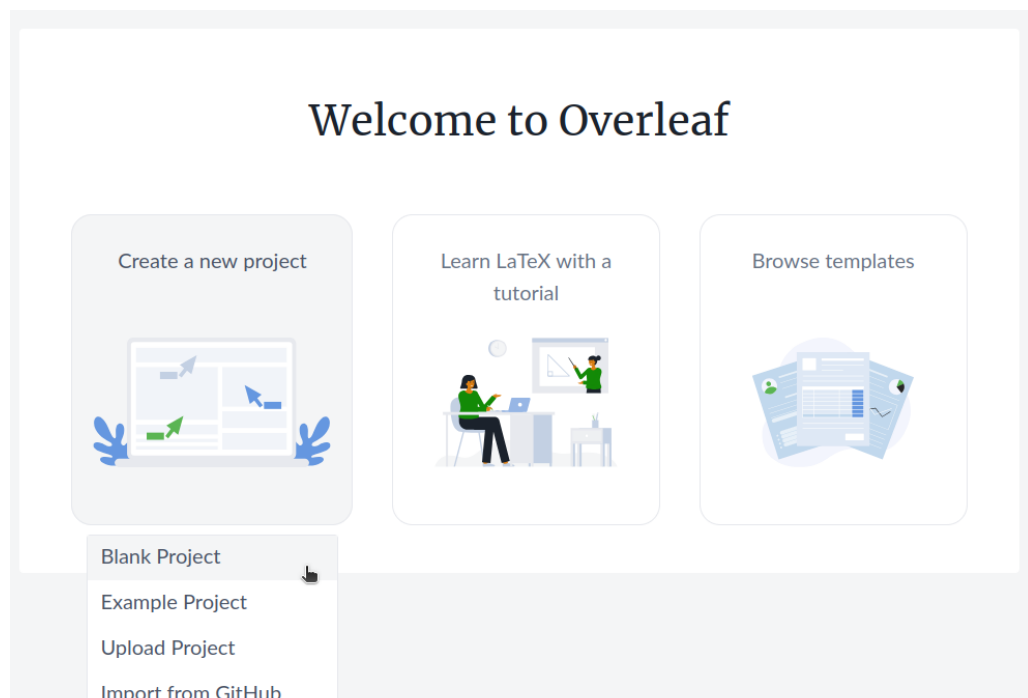 Welcome to Overleaf
Create a new project
Learn LaTeX with a
tutorial
Browse templates
Blank Project
Example Project
Upload Project
Import from GitHub